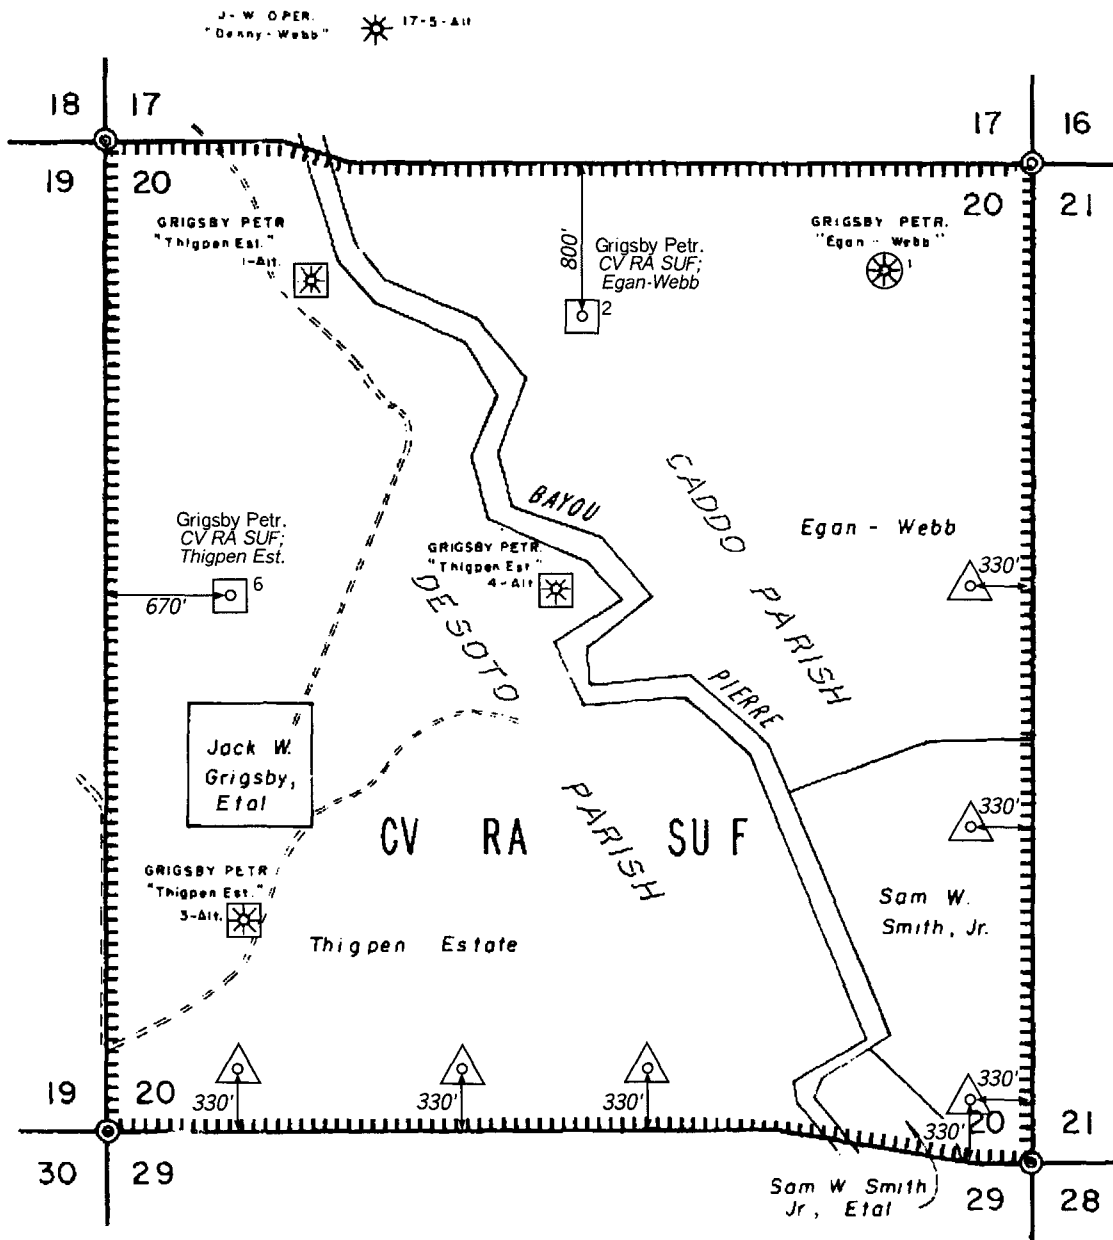 J-W OPER.
"Denny-Webb"
17-5-Alt
18 17
17 16
19 20
20 21
GRIGSBY PETR
"Thigpen Est."
1-Alt.
800'
Grigsby Petr.
CV RA SUF;
Egan-Webb
2
GRIGSBY PETR.
"Egan - Webb"
1
BAYOU
CADDO PARISH
Egan - Webb
Grigsby Petr.
CV RA SUF;
Thigpen Est.
6
670'
GRIGSBY PETR.
"Thigpen Est"
4-Alt
330'
DESOTO PARISH
PIERRE
Jack W.
Grigsby,
Etal
CV RA SUF
330'
GRIGSBY PETR
"Thigpen Est."
3-Alt.
Thigpen Estate
Sam W.
Smith, Jr.
19 20
330'
330'
330'
330'
330'
20 21
30 29
Sam W Smith
Jr, Etal
29 28